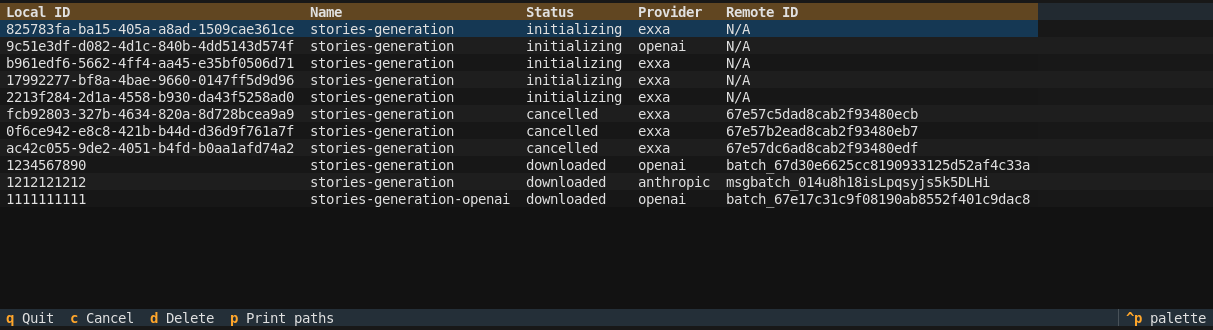 Local ID Name Status Provider Remote ID
825783fa-ba15-405a-a8ad-1509cae361ce stories-generation initializing exxa N/A
9c51e3df-d082-4d1c-840b-4dd5143d574f stories-generation initializing openai N/A
b961edf6-5662-4ff4-aa45-e35bf0506d71 stories-generation initializing exxa N/A
17992277-bf8a-4bae-9660-0147ff5d9d96 stories-generation initializing exxa N/A
2213f284-2d1a-4558-b930-da43f5258ad0 stories-generation initializing exxa N/A
fcb92803-327b-4634-820a-8d728bcea9a9 stories-generation cancelled exxa 67e57c5dad8cab2f93480ecb
0f6ce942-e8c8-421b-b44d-d36d9f761a7f stories-generation cancelled exxa 67e57b2ead8cab2f93480eb7
ac42c055-9de2-4051-b4fd-b0aa1afd74a2 stories-generation cancelled exxa 67e57dc6ad8cab2f93480edf
1234567890 stories-generation downloaded openai batch_67d30e6625cc8190933125d52af4c33a
1212121212 stories-generation downloaded anthropic msgbatch_014u8h18isLpqsyjs5k5DLHi
1111111111 stories-generation-openai downloaded openai batch_67e17c31c9f08190ab8552f401c9dac8
q Quit c Cancel d Delete p Print paths ^p palette